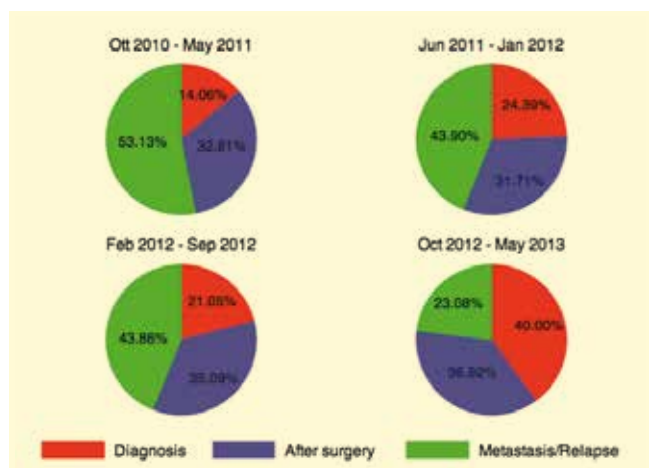 Ott 2010 - May 2011
Jun 2011 - Jan 2012
14.06%
53.13%
32.81%
24.39%
43.90%
31.71%
Feb 2012 - Sep 2012
Oct 2012 - May 2013
21.05%
43.86%
35.09%
23.08%
40.00%
36.92%
Diagnosis
After surgery
Metastasis/Relapse